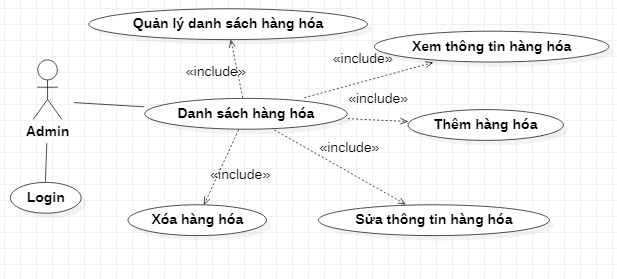 Quản lý danh sách hàng hóa
Xem thông tin hàng hóa
«include»
«include»
«include»
Danh sách hàng hóa
Thêm hàng hóa
Admin
«include»
«include»
Login
Xóa hàng hóa
Sửa thông tin hàng hóa